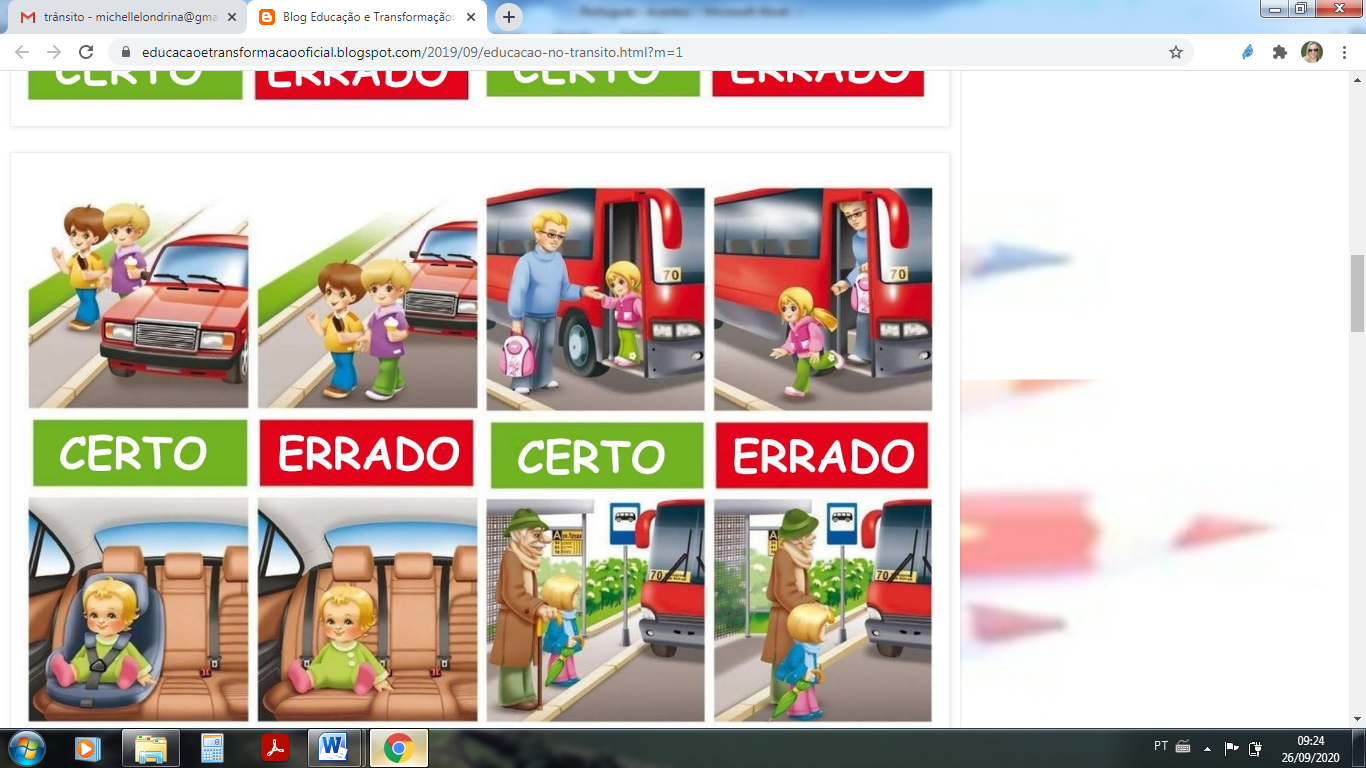 trânsito - michellelondrina@gma
Blog Educação e Transformação:
educacaoetransformacaooficial.blogspot.com/2019/09/educacao-no-transito.html?m=1
CERTO ERRADO CERTO ERRADO
70 70
CERTO ERRADO CERTO ERRADO
A A
70 70
PT 09:24
26/09/2020